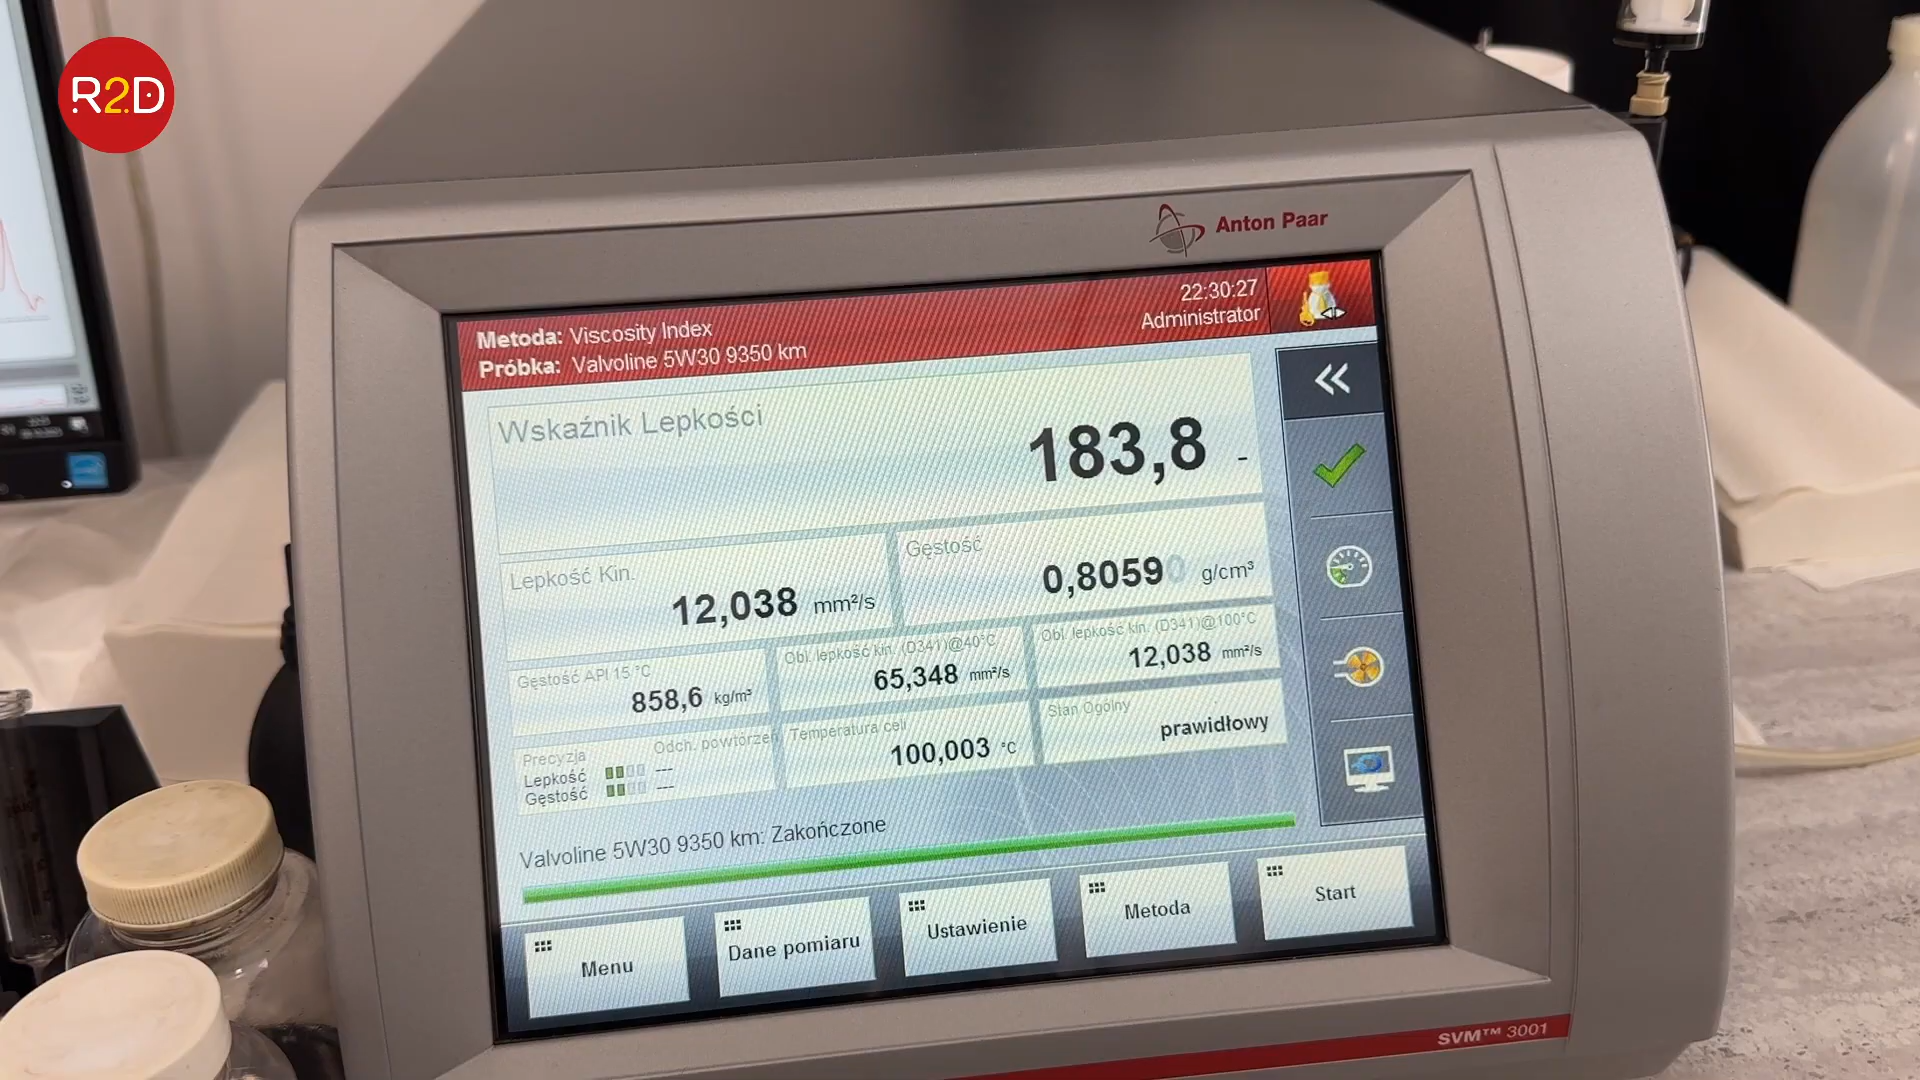 R2D
Anton Paar
Metoda: Viscosity Index
Próbka: Valvoline 5W30 9350 km
22:30:27
Administrator
Wskaźnik Lepkości
183,8 -
Lepkość Kin
12,038 mm²/s
Gęstość
0,80590 g/cm³
Gęstość API 15 °C
858,6 kg/m³
Obl. lepkość kin. (D341)@40°C
65,348 mm²/s
Obl. lepkość kin. (D341)@100°C
12,038 mm²/s
Precyzja Odch. powtórzeń
Lepkość ---
Gęstość ---
Temperatura celi
100,003 °C
Stan Ogólny
prawidłowy
Valvoline 5W30 9350 km: Zakończone
Menu
Dane pomiaru
Ustawienie
Metoda
Start
SVM™ 3001